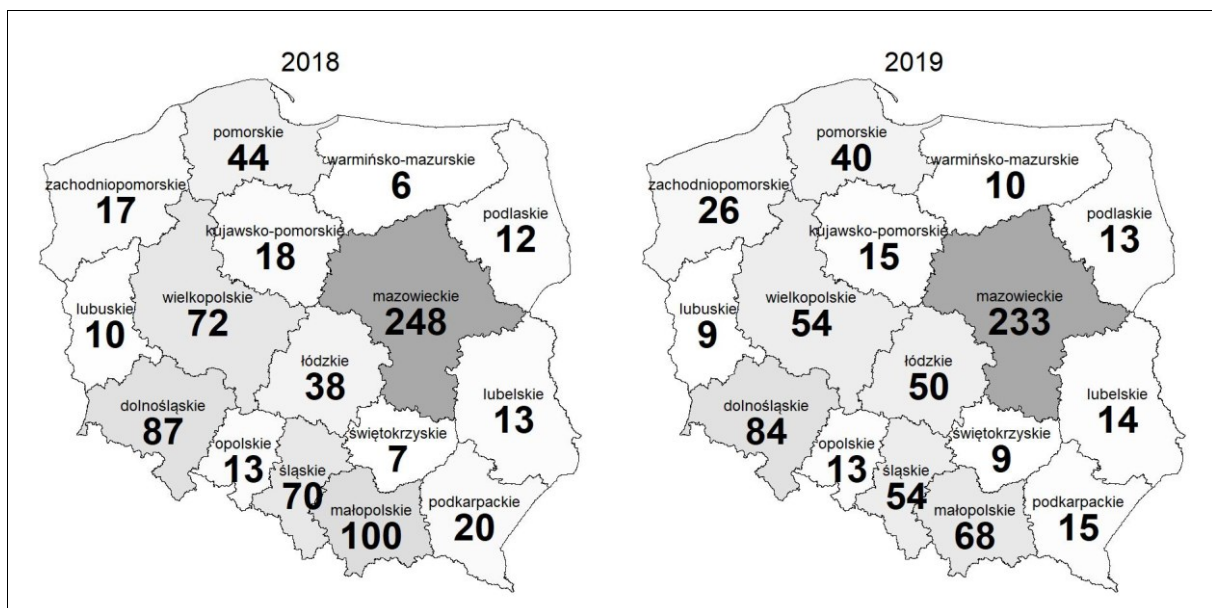 2018
pomorskie
44
warmińsko-mazurskie
6
zachodniopomorskie
17
podlaskie
12
kujawsko-pomorskie
18
mazowieckie
248
wielkopolskie
72
lubuskie
10
łódzkie
38
lubelskie
13
dolnośląskie
87
opolskie
13
świętokrzyskie
7
śląskie
70
małopolskie
100
podkarpackie
20
2019
pomorskie
40
warmińsko-mazurskie
10
zachodniopomorskie
26
podlaskie
13
kujawsko-pomorskie
15
mazowieckie
233
wielkopolskie
54
lubuskie
9
łódzkie
50
lubelskie
14
dolnośląskie
84
opolskie
13
świętokrzyskie
9
śląskie
54
małopolskie
68
podkarpackie
15